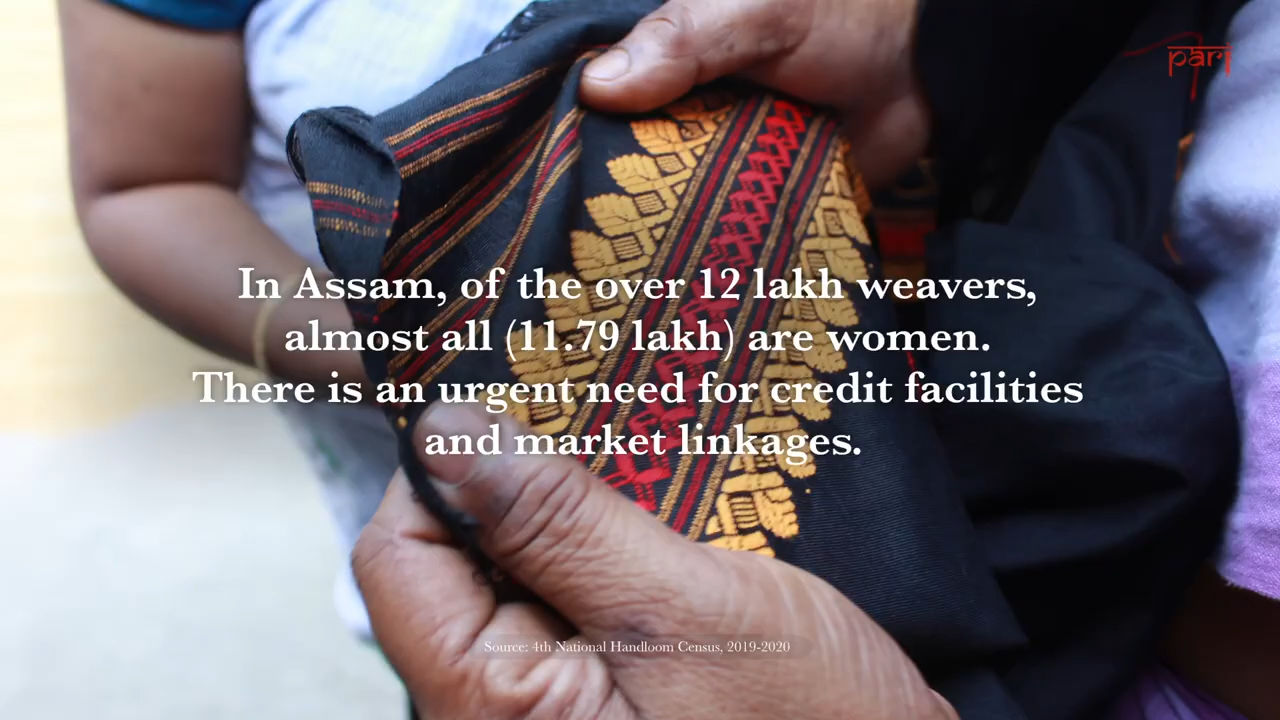 pari
In Assam, of the over 12 lakh weavers,
almost all (11.79 lakh) are women.
There is an urgent need for credit facilities
and market linkages.
Source: 4th National Handloom Census, 2019-2020